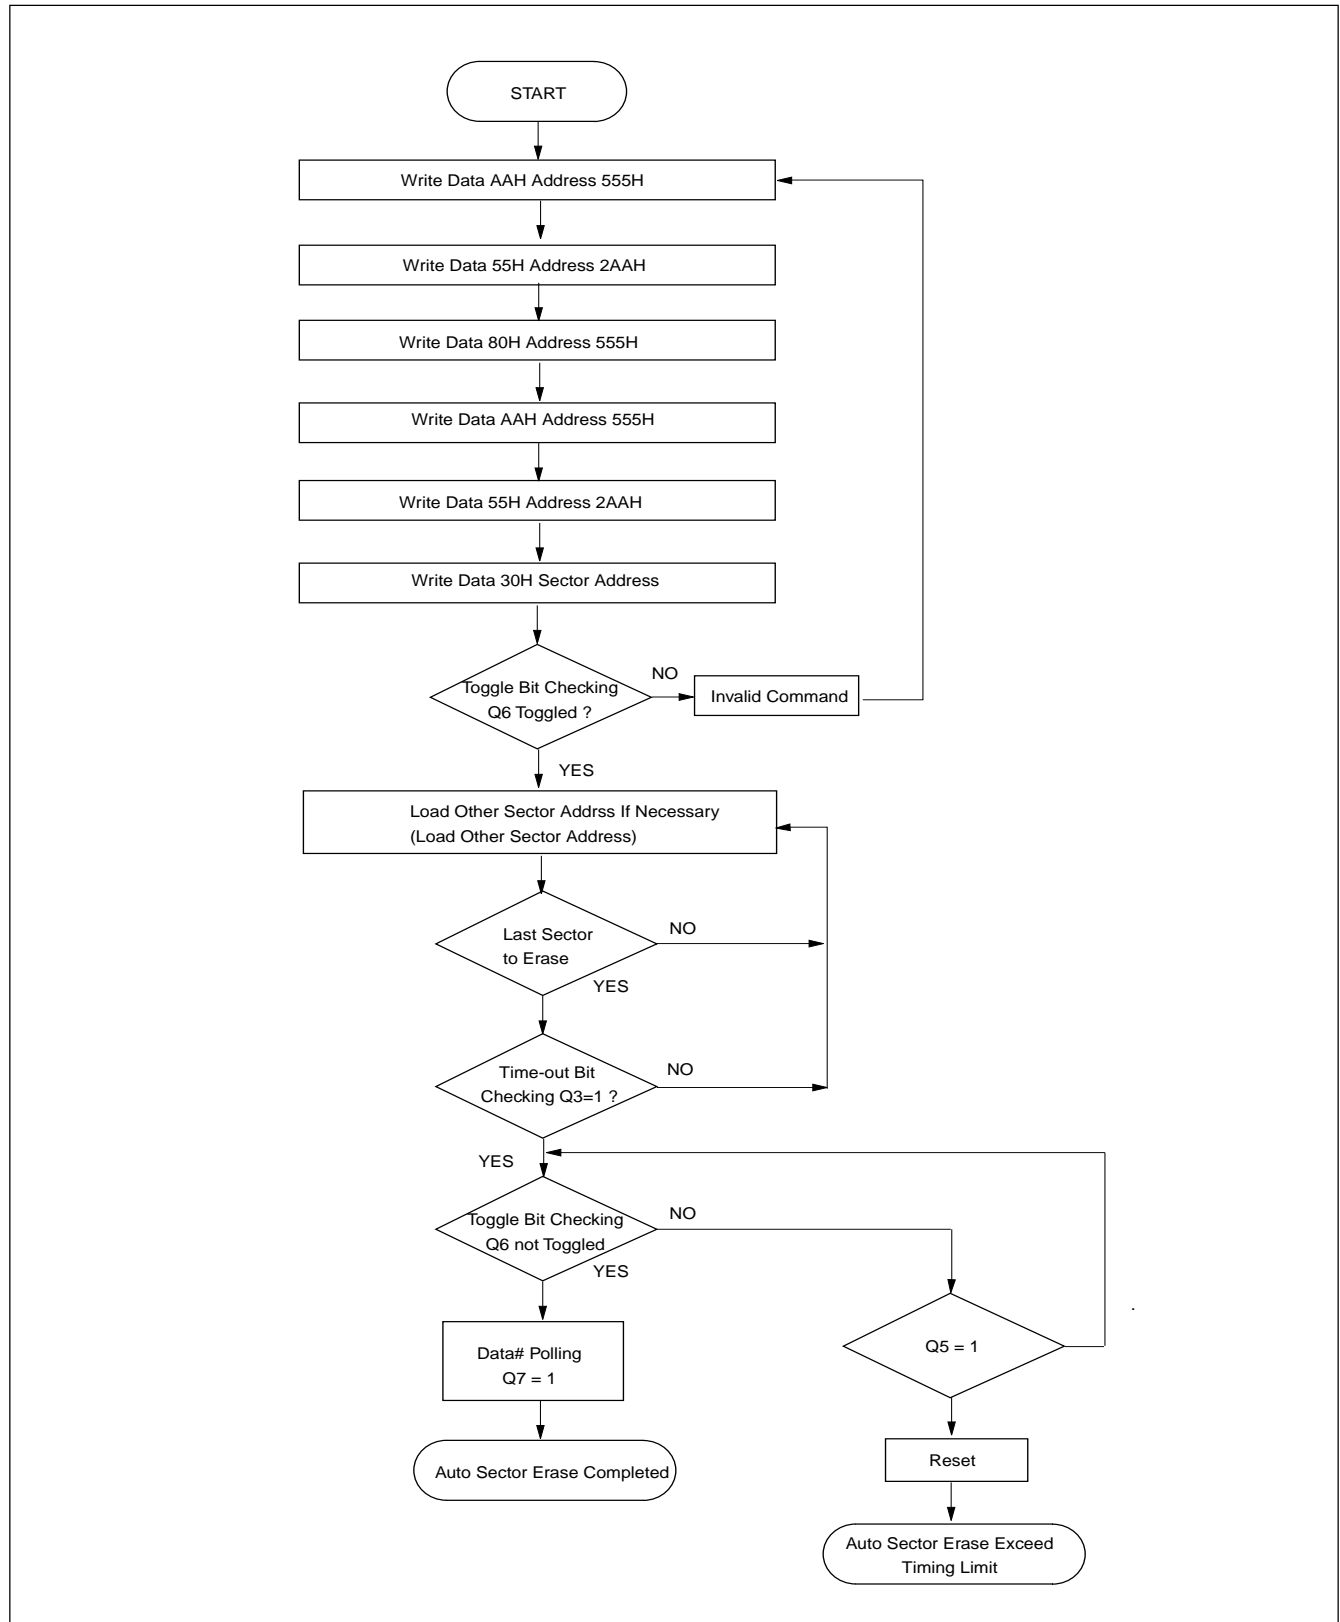 START
Write Data AAH Address 555H
Write Data 55H Address 2AAH
Write Data 80H Address 555H
Write Data AAH Address 555H
Write Data 55H Address 2AAH
Write Data 30H Sector Address
Toggle Bit Checking
Q6 Toggled ?
NO
Invalid Command
YES
Load Other Sector Addrss If Necessary
(Load Other Sector Address)
Last Sector
to Erase
NO
YES
Time-out Bit
Checking Q3=1 ?
NO
YES
Toggle Bit Checking
Q6 not Toggled
NO
YES
Q5 = 1
Data# Polling
Q7 = 1
Reset
Auto Sector Erase Completed
Auto Sector Erase Exceed
Timing Limit